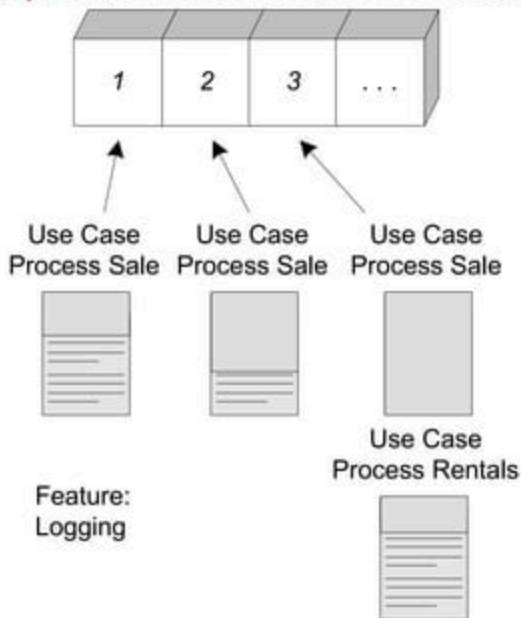 1 2 3 . . .
Use Case Use Case Use Case
Process Sale Process Sale Process Sale
Use Case
Process Rentals
Feature:
Logging